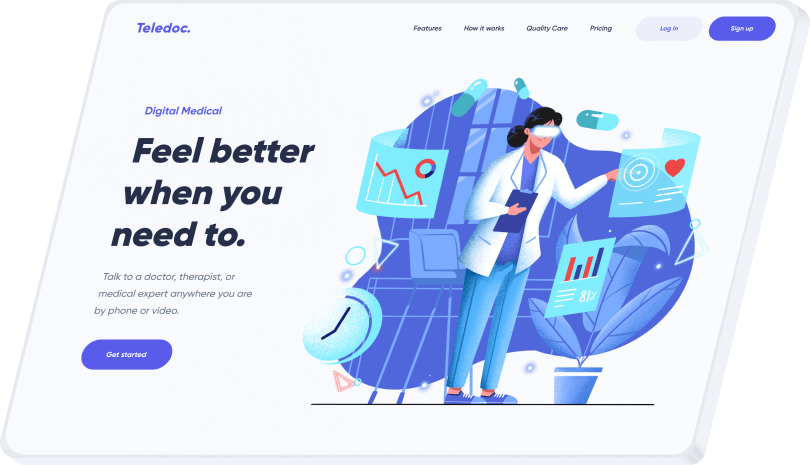 Teledoc.
Features How it works Quality Care Pricing Log in Sign up
Digital Medical
Feel better
when you
need to.
Talk to a doctor, therapist, or
medical expert anywhere you are
by phone or video.
Get started
81%